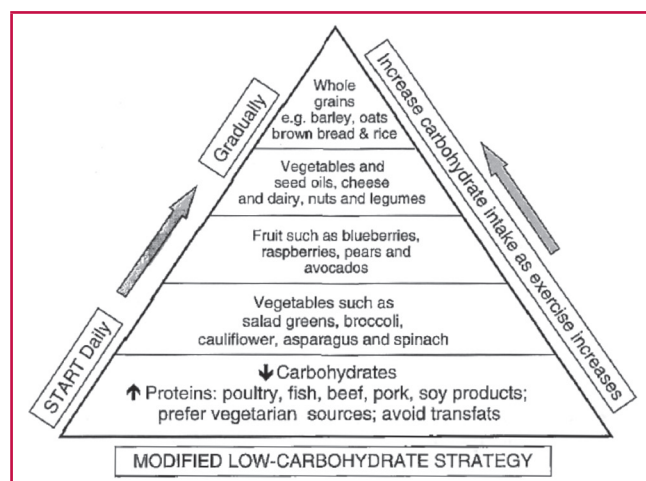 Whole
grains
e.g. barley, oats
brown bread & rice
Vegetables and
seed oils, cheese
and dairy, nuts and legumes
Fruit such as blueberries,
raspberries, pears and
avocados
Vegetables such as
salad greens, broccoli,
cauliflower, asparagus and spinach
↓ Carbohydrates
↑ Proteins: poultry, fish, beef, pork, soy products;
prefer vegetarian sources; avoid transfats
START Daily
Gradually
Increase carbohydrate intake as exercise increases
MODIFIED LOW-CARBOHYDRATE STRATEGY